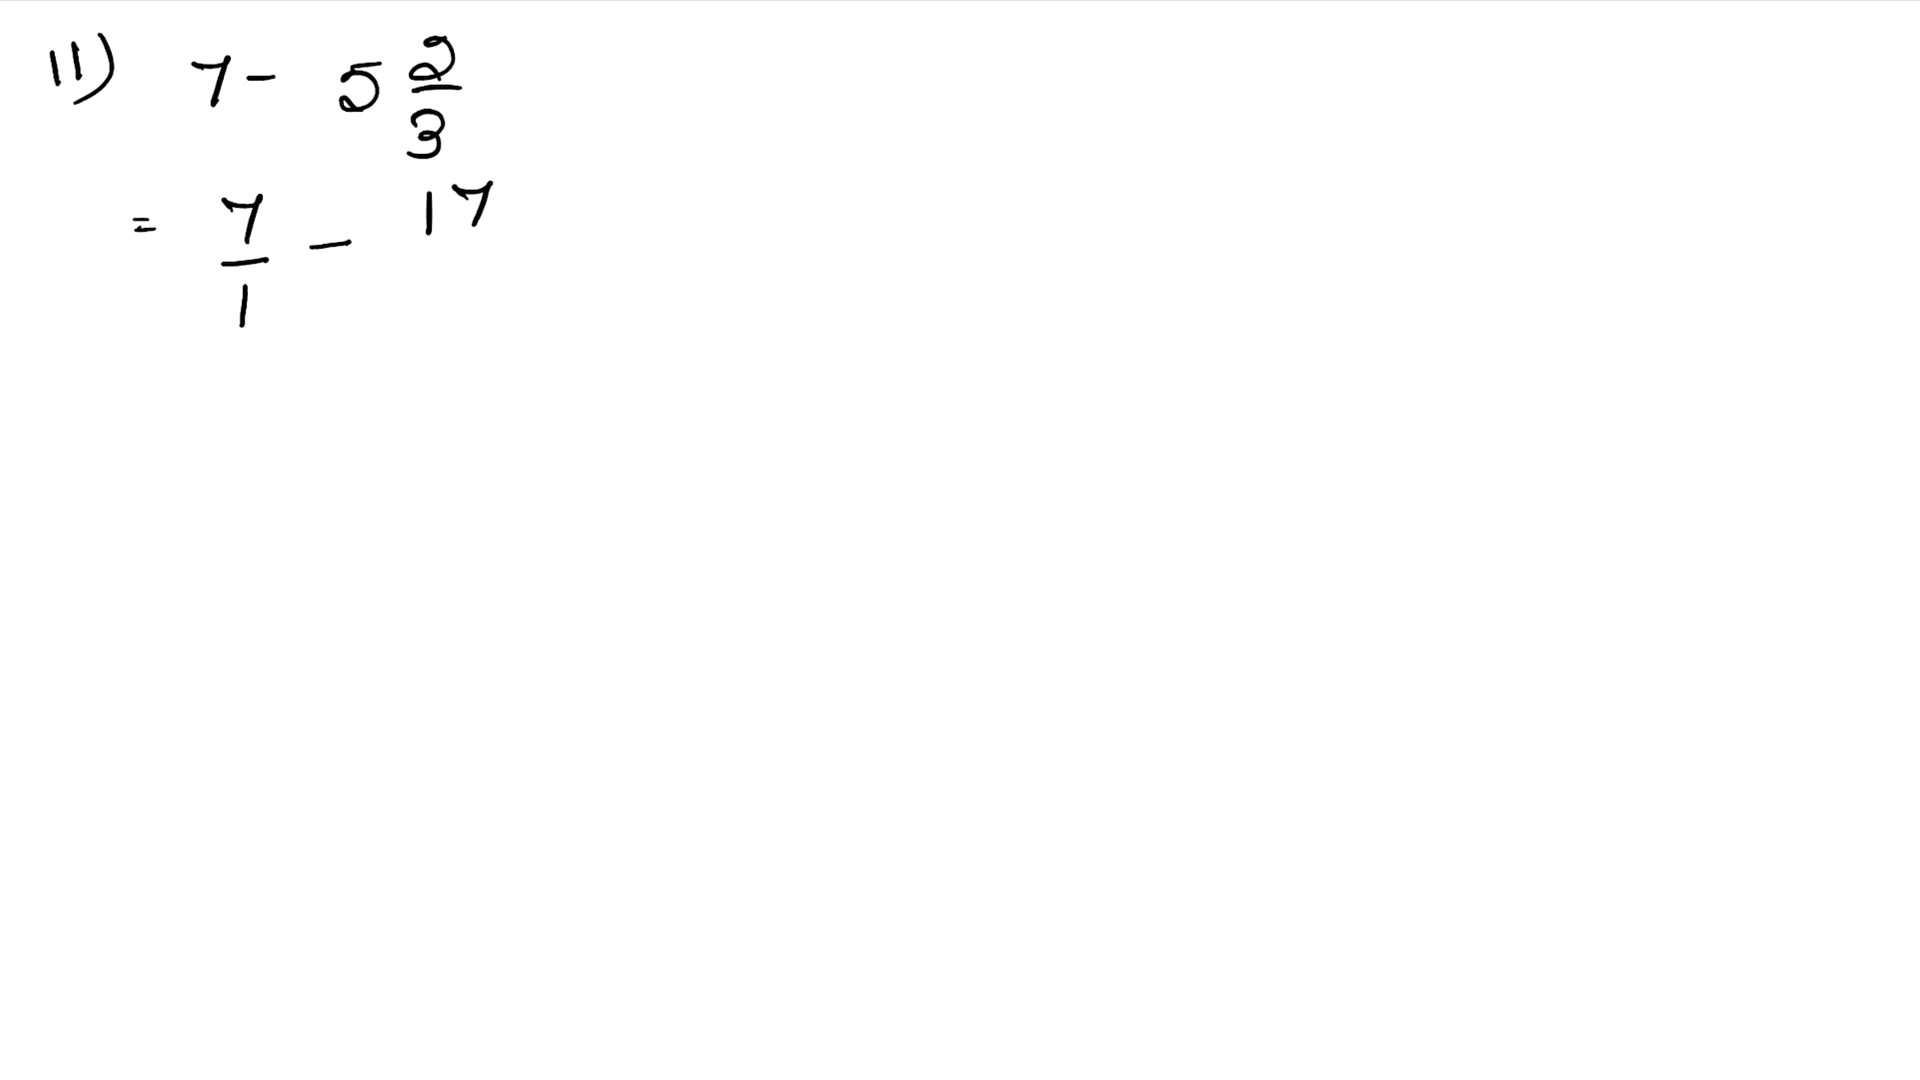 11) 7 - 5 2/3
= 7/1 - 17